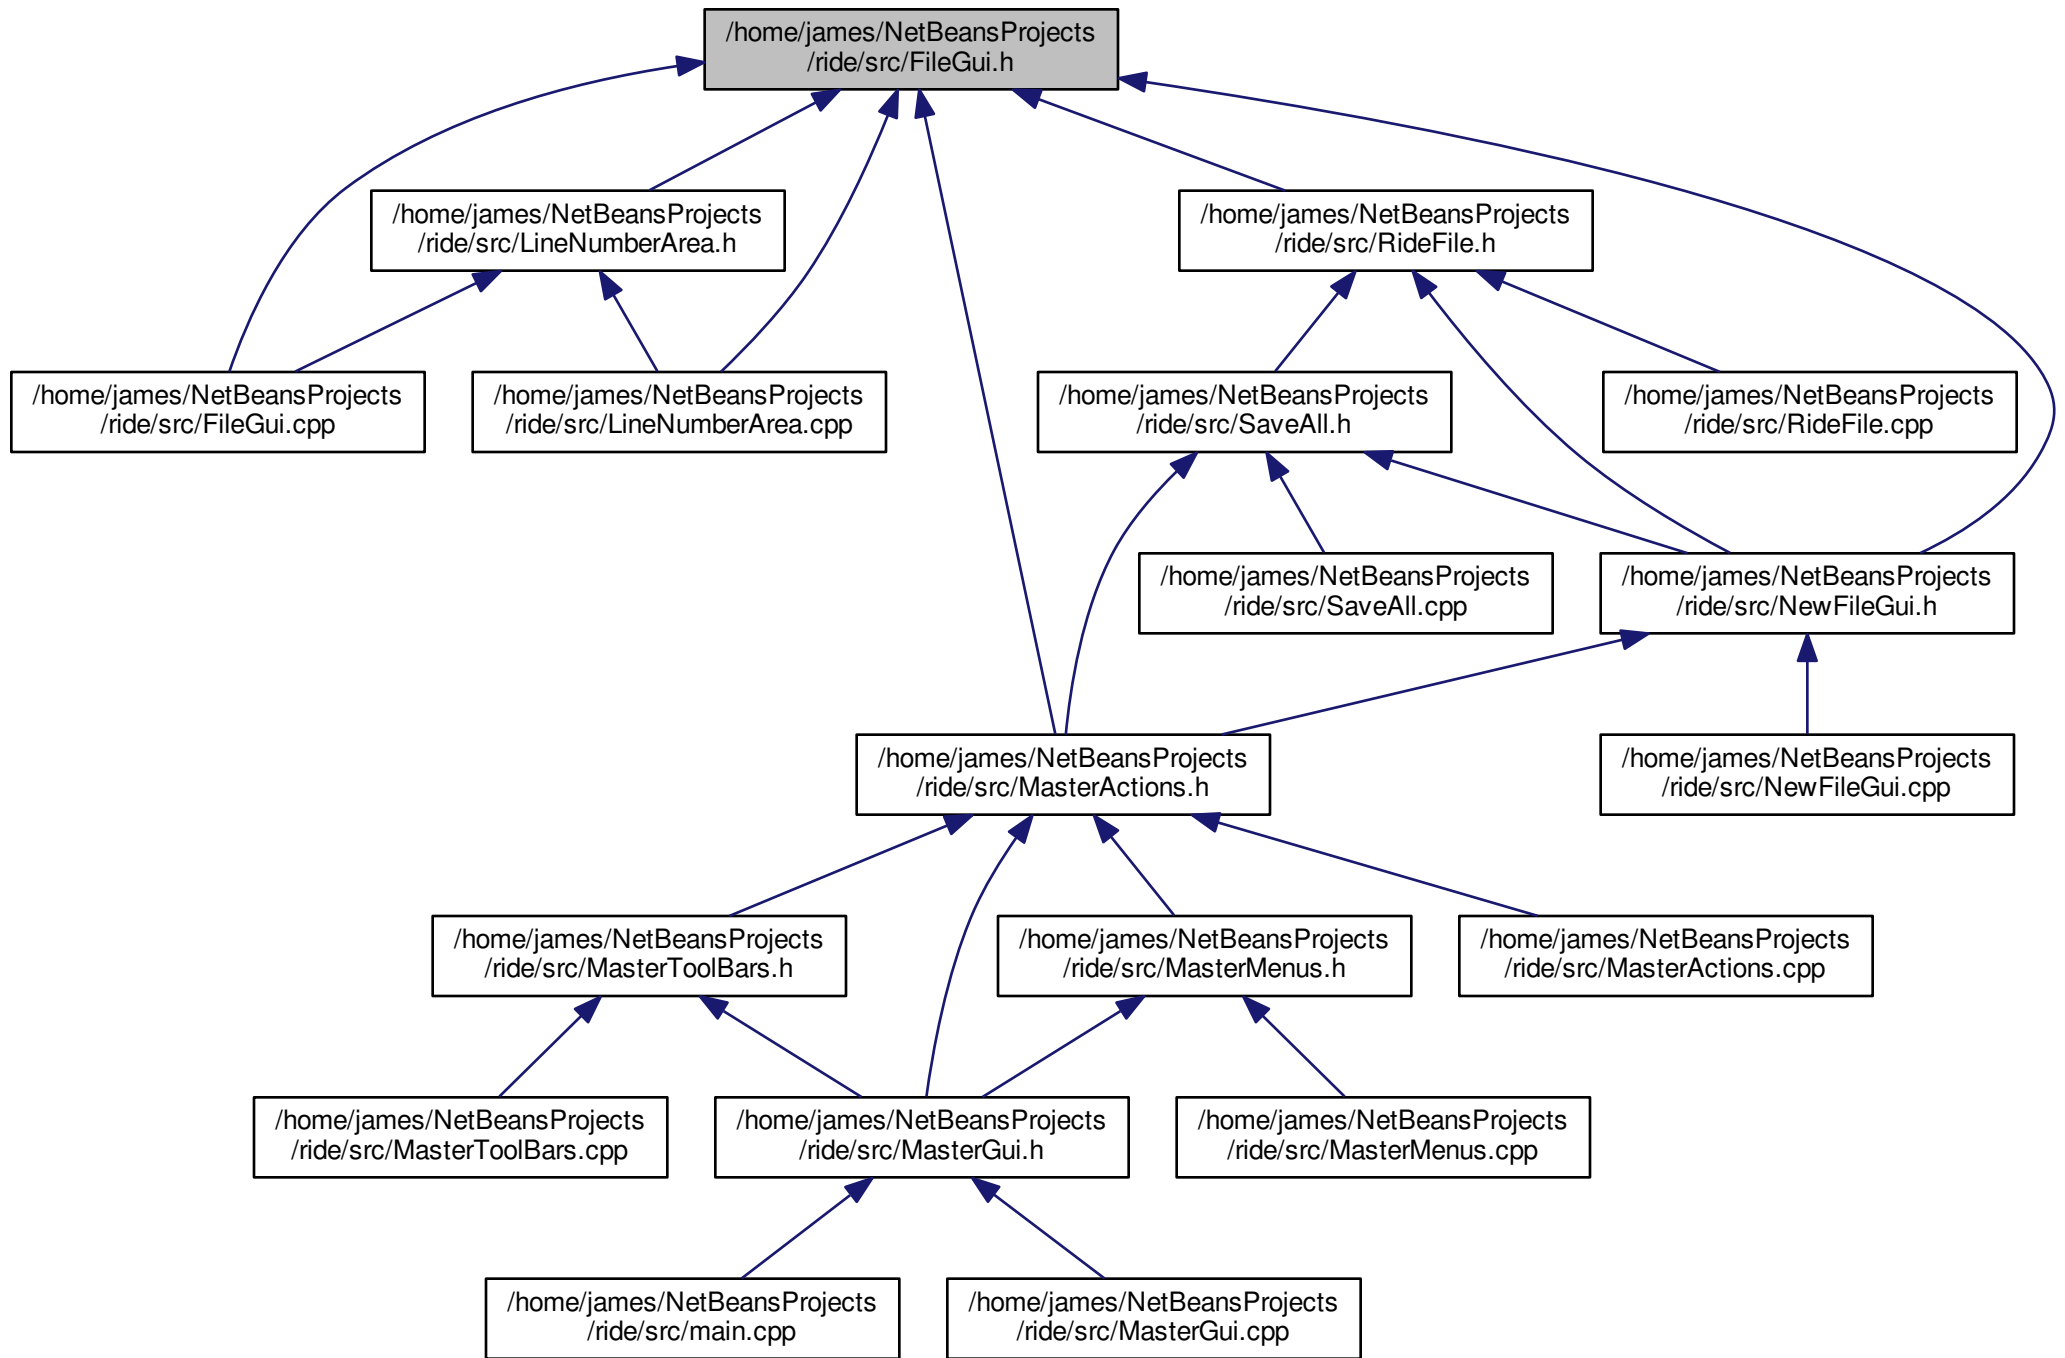 /home/james/NetBeansProjects
/ride/src/FileGui.h
/home/james/NetBeansProjects
/ride/src/LineNumberArea.h
/home/james/NetBeansProjects
/ride/src/RideFile.h
/home/james/NetBeansProjects
/ride/src/FileGui.cpp
/home/james/NetBeansProjects
/ride/src/LineNumberArea.cpp
/home/james/NetBeansProjects
/ride/src/SaveAll.h
/home/james/NetBeansProjects
/ride/src/RideFile.cpp
/home/james/NetBeansProjects
/ride/src/SaveAll.cpp
/home/james/NetBeansProjects
/ride/src/NewFileGui.h
/home/james/NetBeansProjects
/ride/src/MasterActions.h
/home/james/NetBeansProjects
/ride/src/NewFileGui.cpp
/home/james/NetBeansProjects
/ride/src/MasterToolBars.h
/home/james/NetBeansProjects
/ride/src/MasterMenus.h
/home/james/NetBeansProjects
/ride/src/MasterActions.cpp
/home/james/NetBeansProjects
/ride/src/MasterToolBars.cpp
/home/james/NetBeansProjects
/ride/src/MasterGui.h
/home/james/NetBeansProjects
/ride/src/MasterMenus.cpp
/home/james/NetBeansProjects
/ride/src/main.cpp
/home/james/NetBeansProjects
/ride/src/MasterGui.cpp